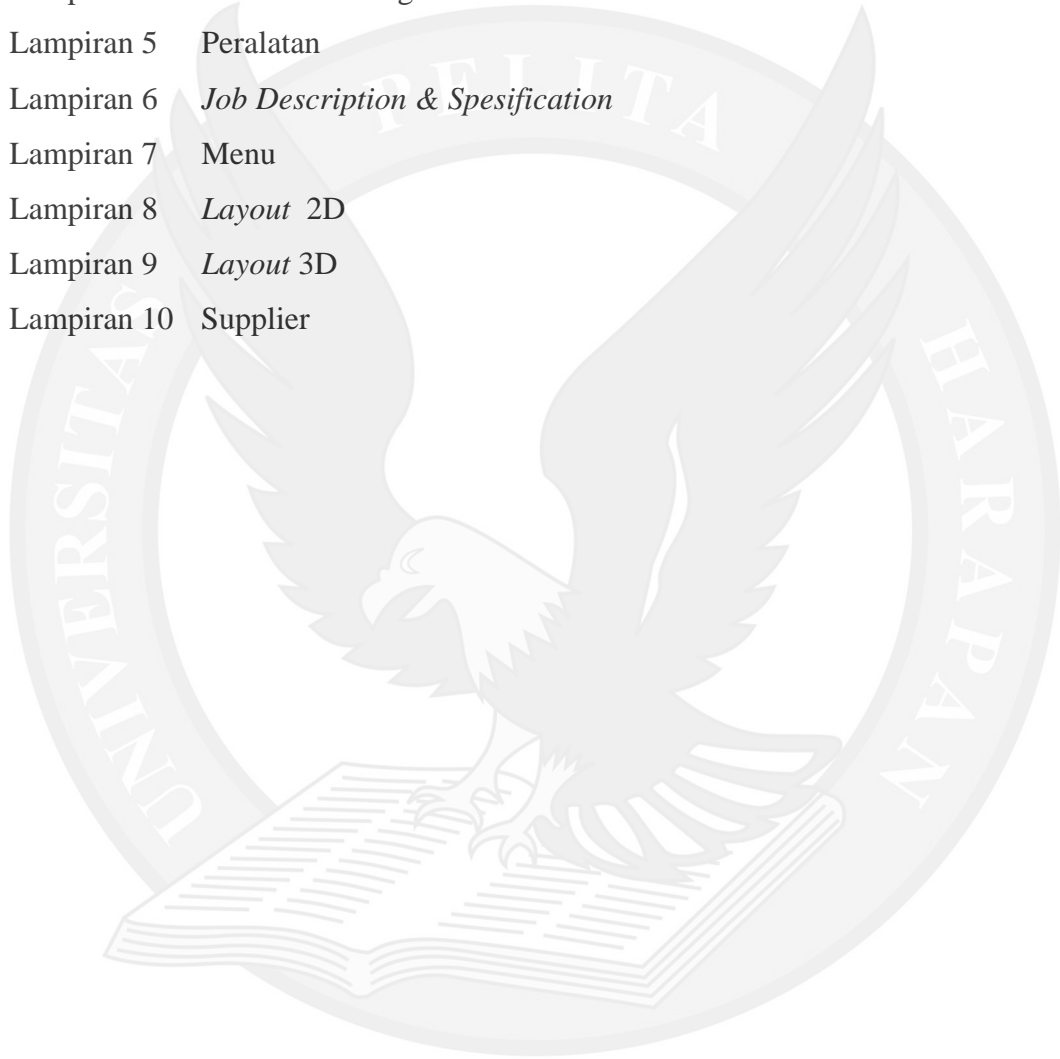 Lampiran 5 Peralatan
Lampiran 6 Job Description & Spesification
Lampiran 7 Menu
Lampiran 8 Layout 2D
Lampiran 9 Layout 3D
Lampiran 10 Supplier
UNIVERSITAS PELITA HARAPAN